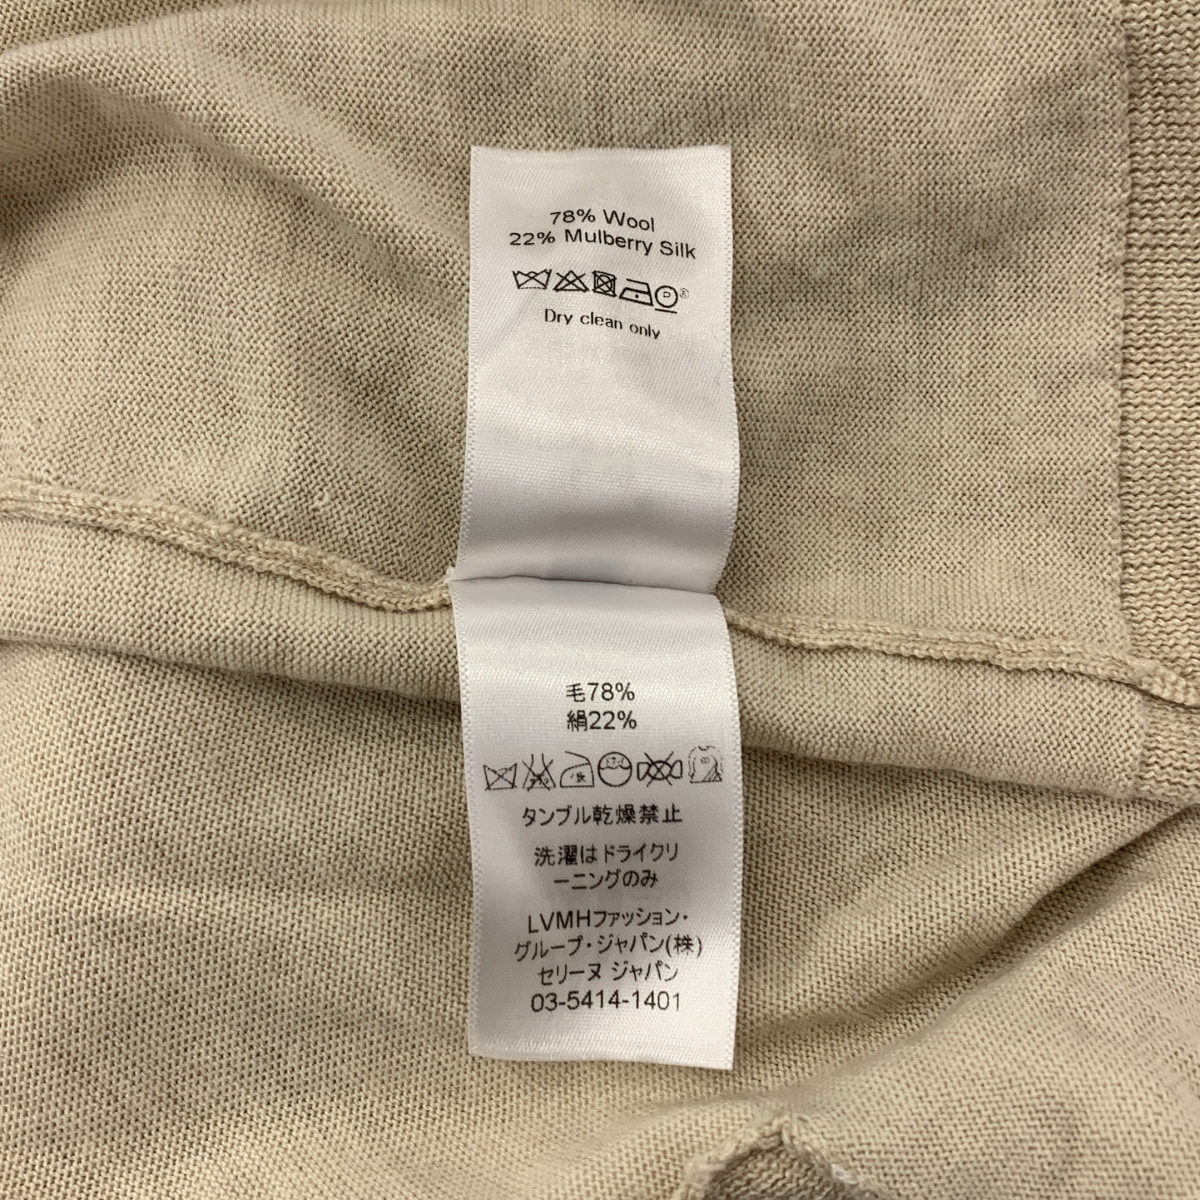 78% Wool
22% Mulberry Silk
Dry clean only
毛78%
絹22%
タンブル乾燥禁止
洗濯はドライクリ
ーニングのみ
LVMHファッション・
グループ・ジャパン(株)
セリーヌ ジャパン
03-5414-1401